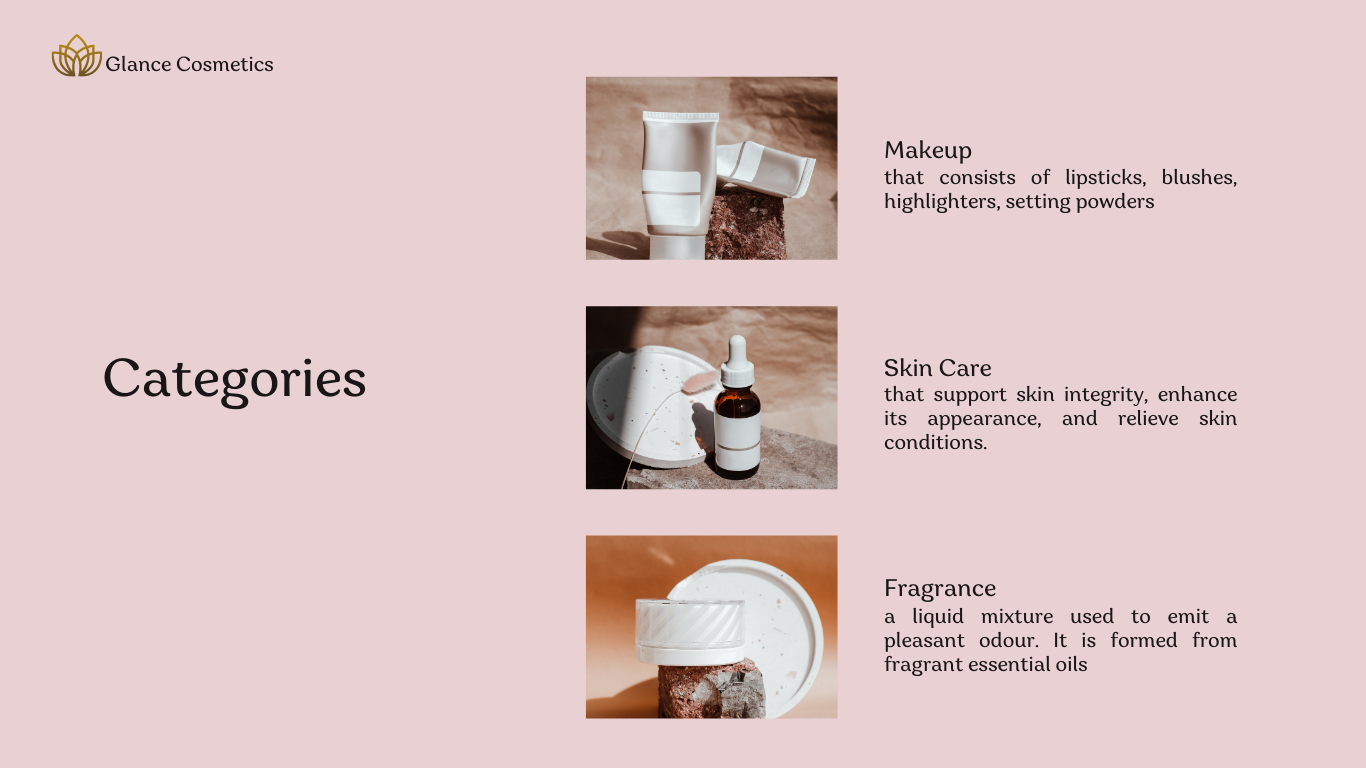 Glance Cosmetics
Categories
Makeup
that consists of lipsticks, blushes,
highlighters, setting powders
Skin Care
that support skin integrity, enhance
its appearance, and relieve skin
conditions.
Fragrance
a liquid mixture used to emit a
pleasant odour. It is formed from
fragrant essential oils